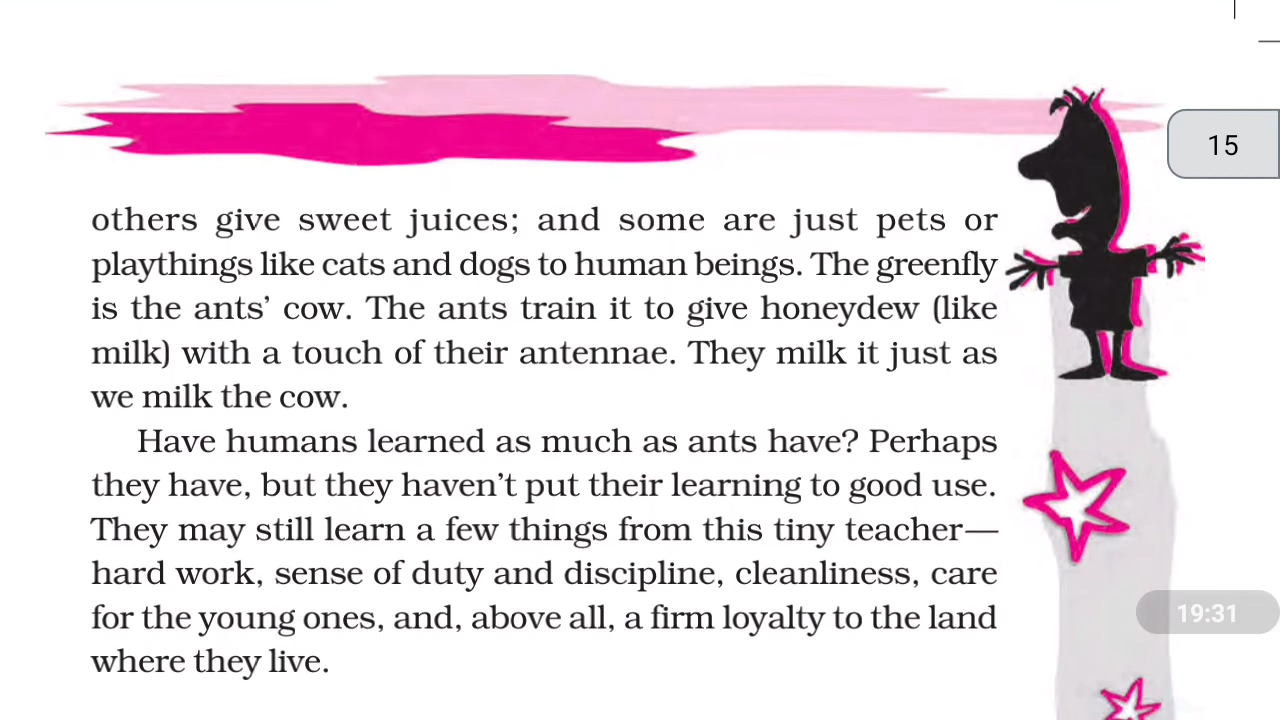 15
others give sweet juices; and some are just pets or
playthings like cats and dogs to human beings. The greenfly
is the ants’ cow. The ants train it to give honeydew (like
milk) with a touch of their antennae. They milk it just as
we milk the cow.
Have humans learned as much as ants have? Perhaps
they have, but they haven’t put their learning to good use.
They may still learn a few things from this tiny teacher—
hard work, sense of duty and discipline, cleanliness, care
for the young ones, and, above all, a firm loyalty to the land
where they live.
19:31